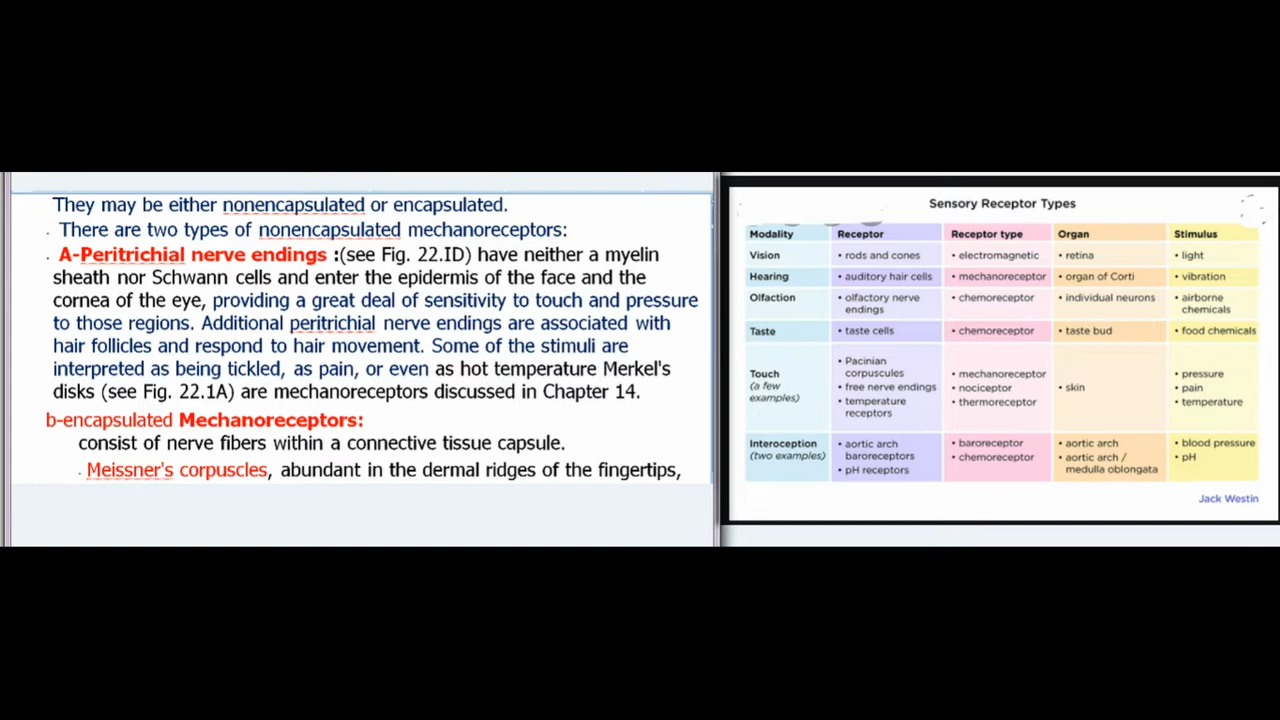 They may be either nonencapsulated or encapsulated.
There are two types of nonencapsulated mechanoreceptors:
A-Peritrichial nerve endings :(see Fig. 22.ID) have neither a myelin
sheath nor Schwann cells and enter the epidermis of the face and the
cornea of the eye, providing a great deal of sensitivity to touch and pressure
to those regions. Additional peritrichial nerve endings are associated with
hair follicles and respond to hair movement. Some of the stimuli are
interpreted as being tickled, as pain, or even as hot temperature Merkel's
disks (see Fig. 22.1A) are mechanoreceptors discussed in Chapter 14.
b-encapsulated Mechanoreceptors:
consist of nerve fibers within a connective tissue capsule.
Meissner's corpuscles, abundant in the dermal ridges of the fingertips,
Sensory Receptor Types
Modality Receptor Receptor type Organ Stimulus
Vision • rods and cones • electromagnetic • retina • light
Hearing • auditory hair cells • mechanoreceptor • organ of Corti • vibration
Olfaction • olfactory nerve • chemoreceptor • individual neurons • airborne
endings chemicals
Taste • taste cells • chemoreceptor • taste bud • food chemicals
• Pacinian
Touch corpuscles • mechanoreceptor • pressure
(a few • free nerve endings • nociceptor • skin • pain
examples) • temperature • thermoreceptor • temperature
receptors
Interoception • aortic arch • baroreceptor • aortic arch • blood pressure
(two examples) baroreceptors • chemoreceptor • aortic arch / • pH
• pH receptors medulla oblongata
Jack Westin